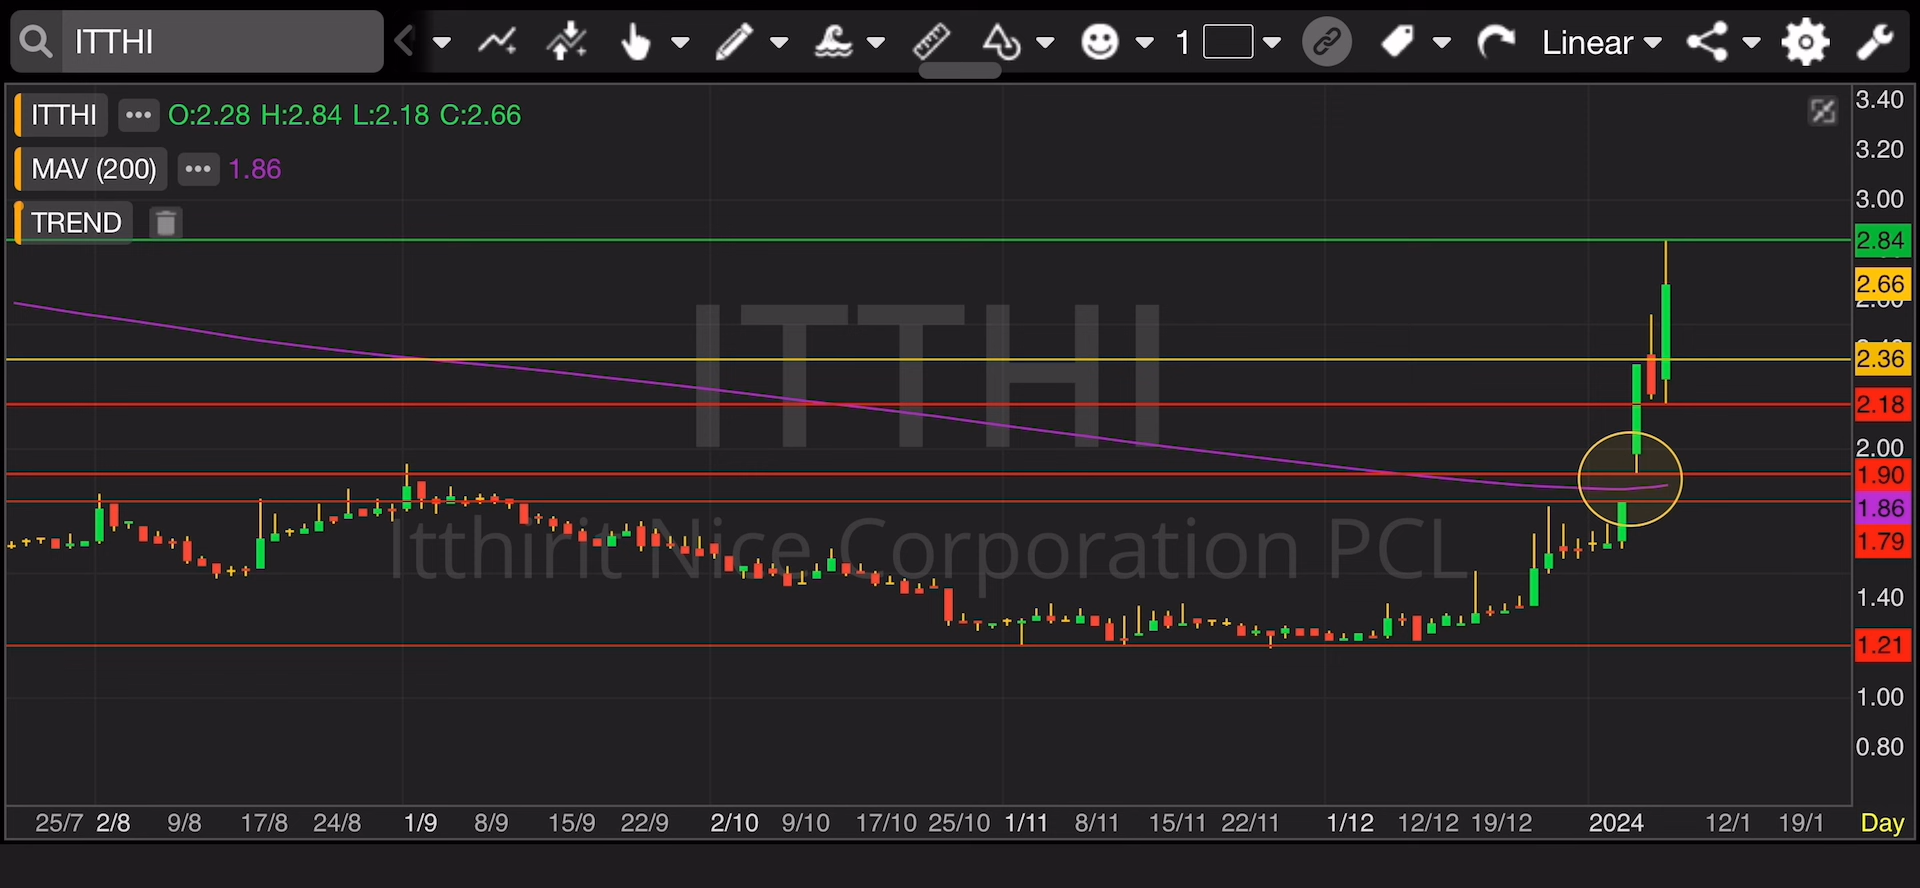 ITTHI 1 Linear
ITTHI ••• O:2.28 H:2.84 L:2.18 C:2.66
MAV (200) ••• 1.86
TREND
ITTHI
Itthirit Nice Corporation PCL
3.40
3.20
3.00
2.84
2.66
2.36
2.18
2.00
1.90
1.86
1.79
1.40
1.21
1.00
0.80
25/7 2/8 9/8 17/8 24/8 1/9 8/9 15/9 22/9 2/10 9/10 17/10 25/10 1/11 8/11 15/11 22/11 1/12 12/12 19/12 2024 12/1 19/1 Day